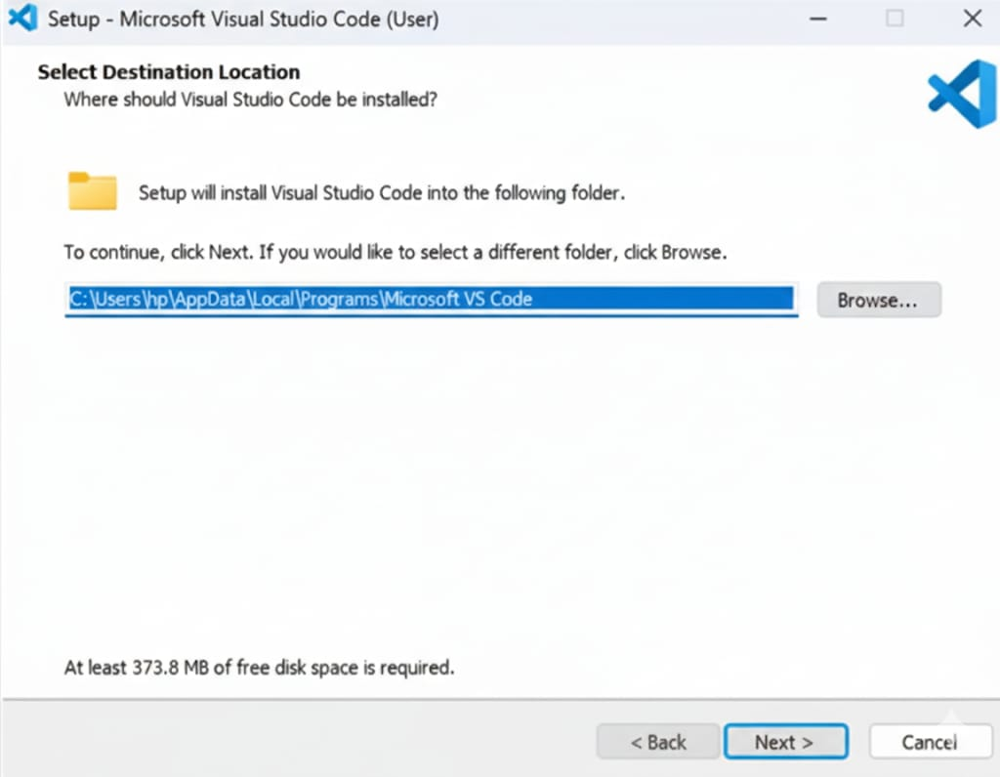 Setup - Microsoft Visual Studio Code (User)
Select Destination Location
Where should Visual Studio Code be installed?
Setup will install Visual Studio Code into the following folder.
To continue, click Next. If you would like to select a different folder, click Browse.
C:\Users\hp\AppData\Local\Programs\Microsoft VS Code
Browse...
At least 373.8 MB of free disk space is required.
< Back
Next >
Cancel